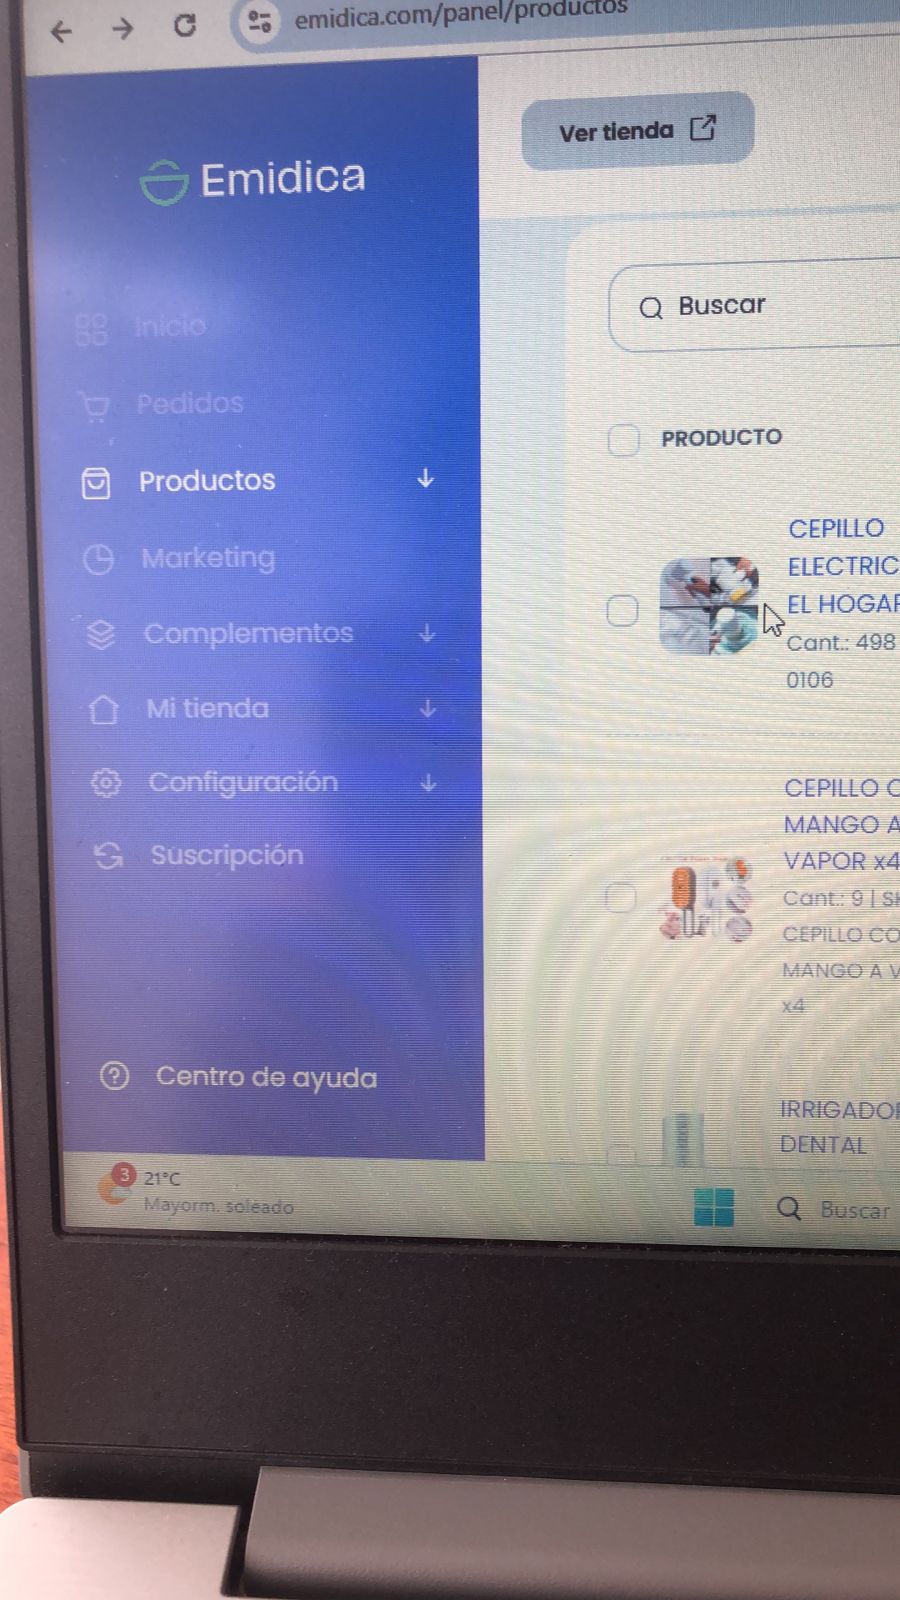 emidica.com/panel/productos
Ver tienda
Emidica
Inicio
Pedidos
Productos
Marketing
Complementos
Mi tienda
Configuración
Suscripción
Centro de ayuda
Buscar
PRODUCTO
CEPILLO
ELECTRIC
EL HOGAR
Cant.: 498
0106
CEPILLO C
MANGO A
VAPOR x4
Cant.: 9 | SK
CEPILLO CO
MANGO A V
x4
IRRIGADOR
DENTAL
3
21°C
Mayorm. soleado
Buscar